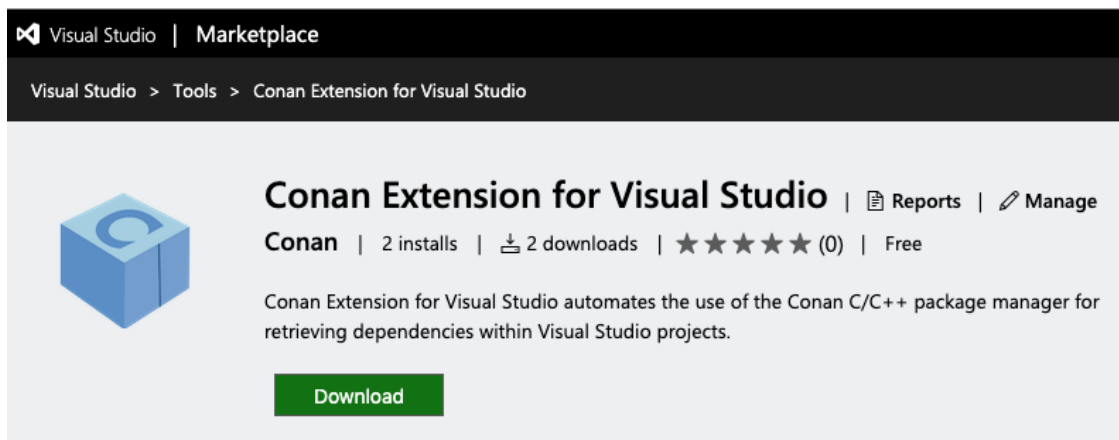 Visual Studio | Marketplace
Visual Studio > Tools > Conan Extension for Visual Studio
Conan Extension for Visual Studio | Reports | Manage
Conan | 2 installs | 2 downloads | ★★★★★ (0) | Free
Conan Extension for Visual Studio automates the use of the Conan C/C++ package manager for
retrieving dependencies within Visual Studio projects.
Download